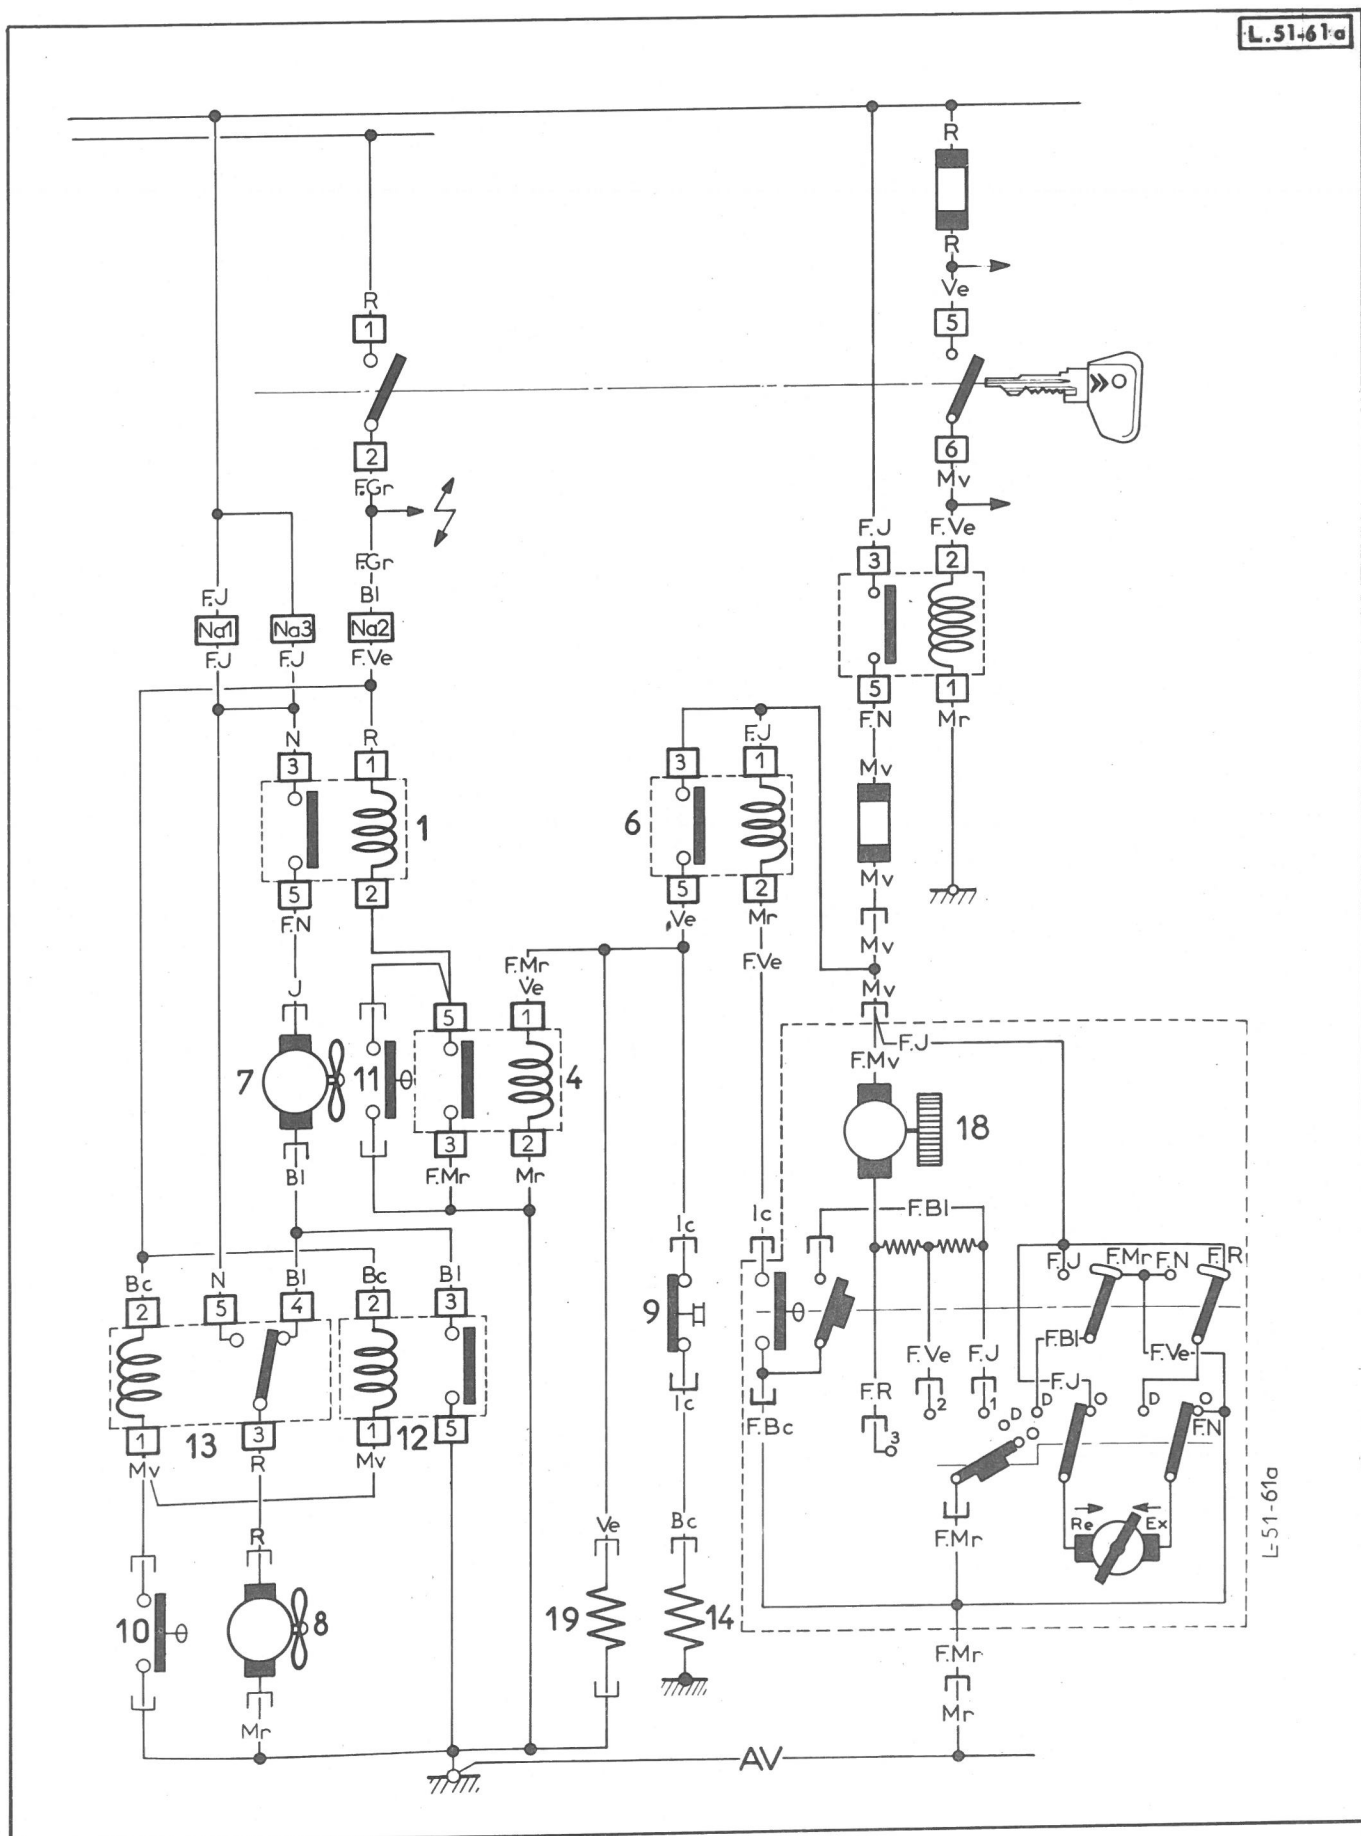 L.51-61a
R
R
R
Ve
1
5
2
6
F.Gr
Mv
F.Gr
F.J
F.Ve
3
2
F.J
Bl
Na1
Na3
Na2
F.J
F.J
F.Ve
5
1
F.N
Mr
N
R
F.J
3
1
3
1
Mv
1
6
5
2
5
2
Mv
F.N
Ve
Mr
Mv
F.Mr
F.Ve
Ve
J
Mv
5
1
F.J
F.Mv
7
11
4
18
3
2
Bl
F.Mr
Mr
F.Bl
Ic
Ic
F.J
F.Mr
F.N
F.R
Bc
N
Bl
Bc
Bl
2
5
4
2
3
9
F.Bl
F.Ve
F.Ve
F.J
F.R
F.J
2
1
D
D
O
D
O
O
F.N
Ic
F.Bc
3
1
13
3
1
12
5
Mv
R
Mv
Re
Ex
L-51-61a
Ve
Bc
R
F.Mr
10
8
19
14
F.Mr
Mr
Mr
AV